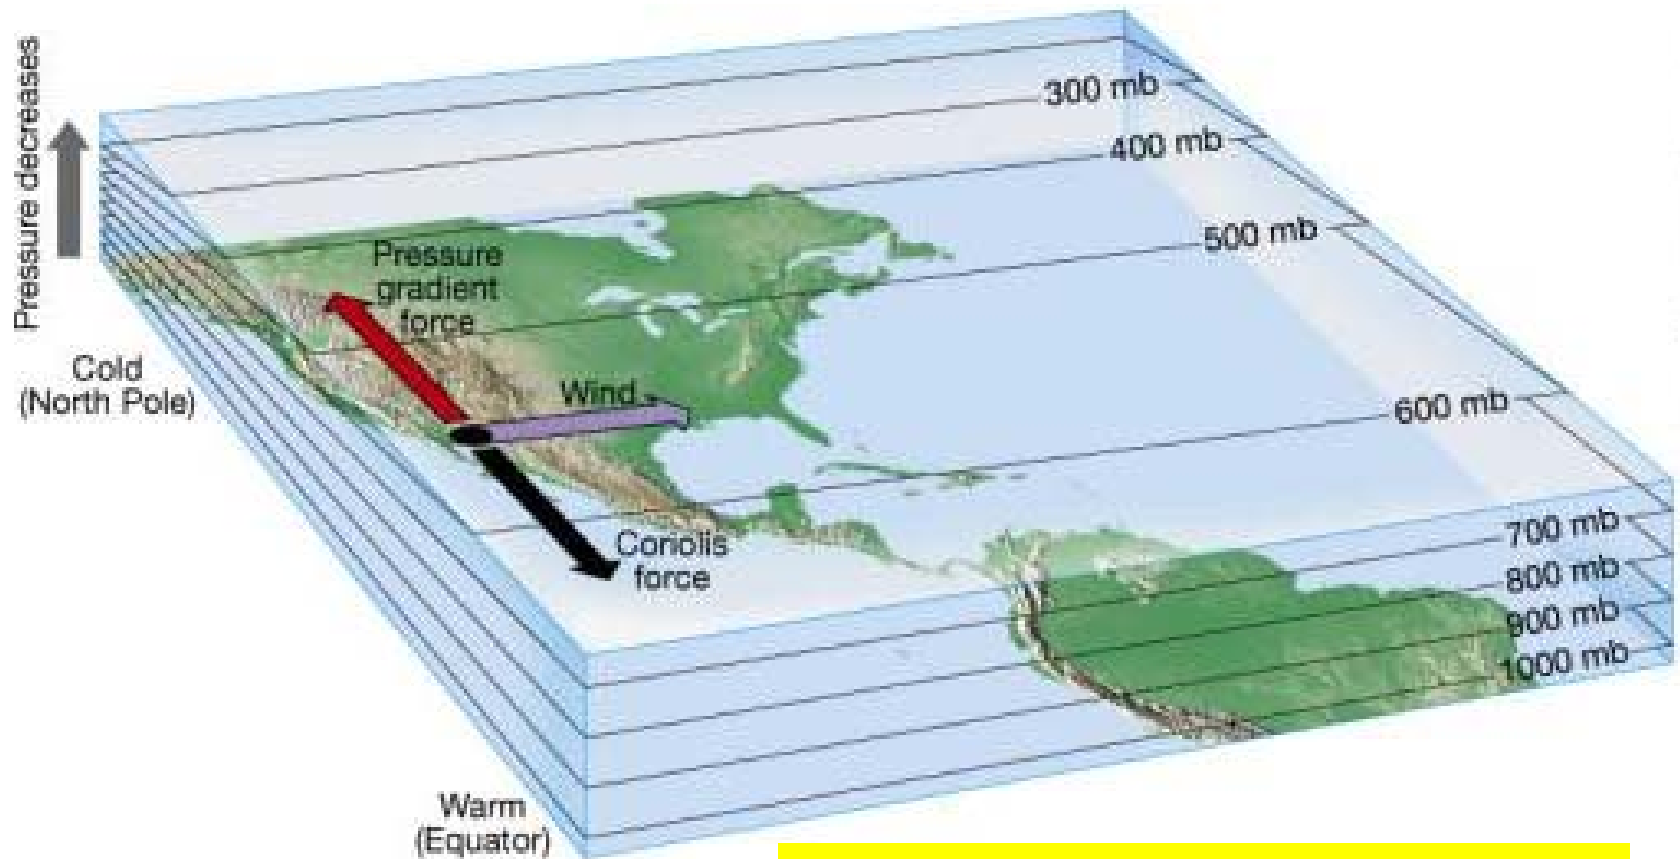 Pressure decreases
300 mb
400 mb
500 mb
Pressure
gradient
force
Cold
(North Pole)
Wind
600 mb
Coriolis
force
700 mb
800 mb
900 mb
1000 mb
Warm
(Equator)